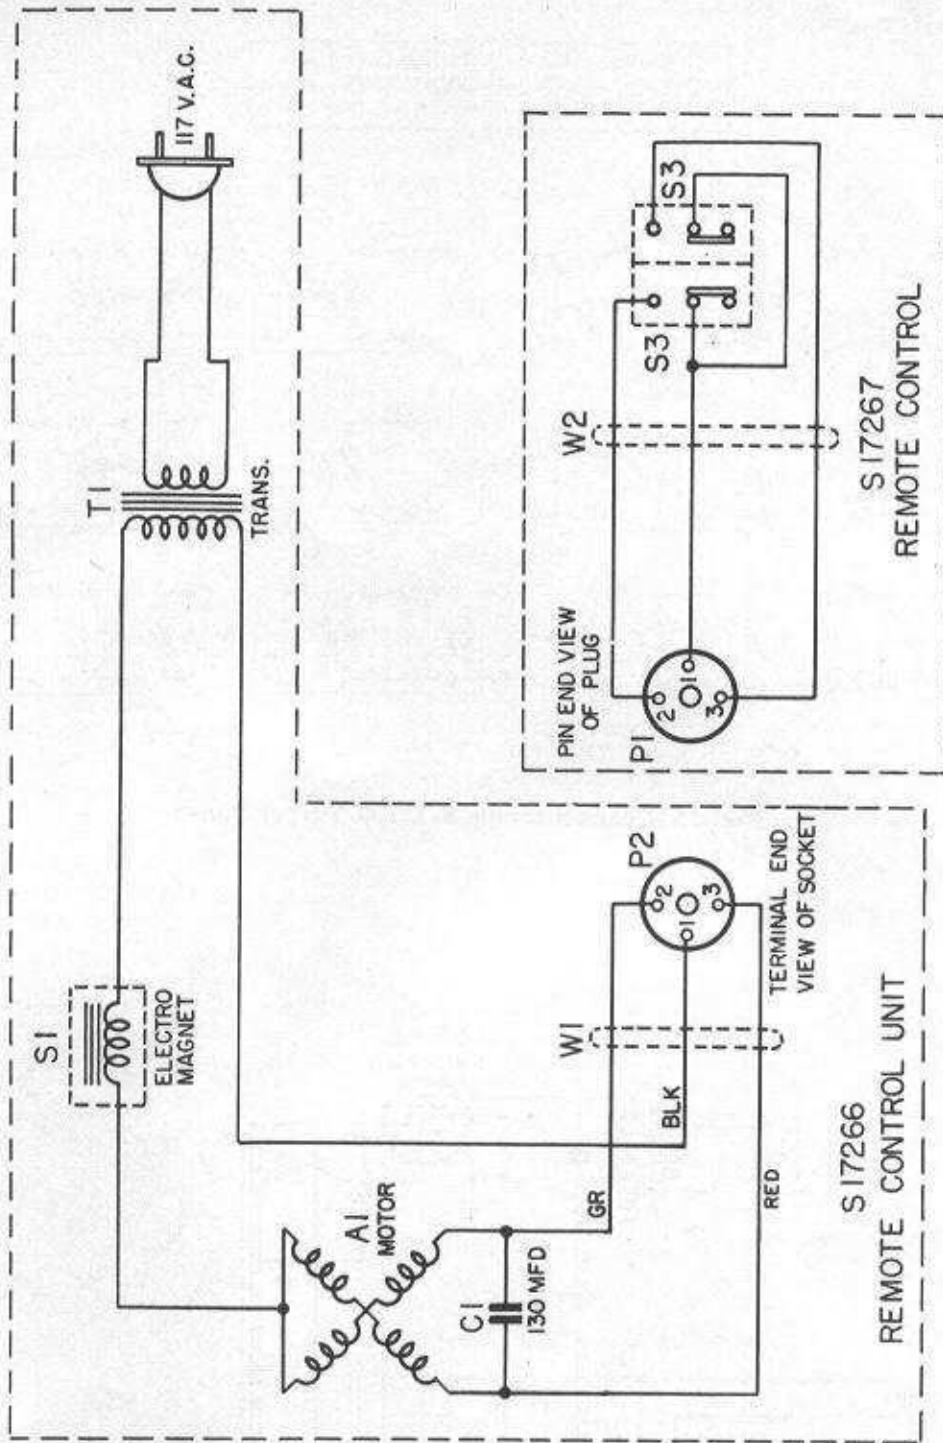 S1
ELECTRO
MAGNET
T1
TRANS.
117 V.A.C.
A1
MOTOR
C1
130 MFD
GR
BLK
RED
W1
P2
2
1
3
TERMINAL END
VIEW OF SOCKET
S17266
REMOTE CONTROL UNIT
PIN END VIEW
OF PLUG
P1
2
1
3
W2
S3
S3
S17267
REMOTE CONTROL